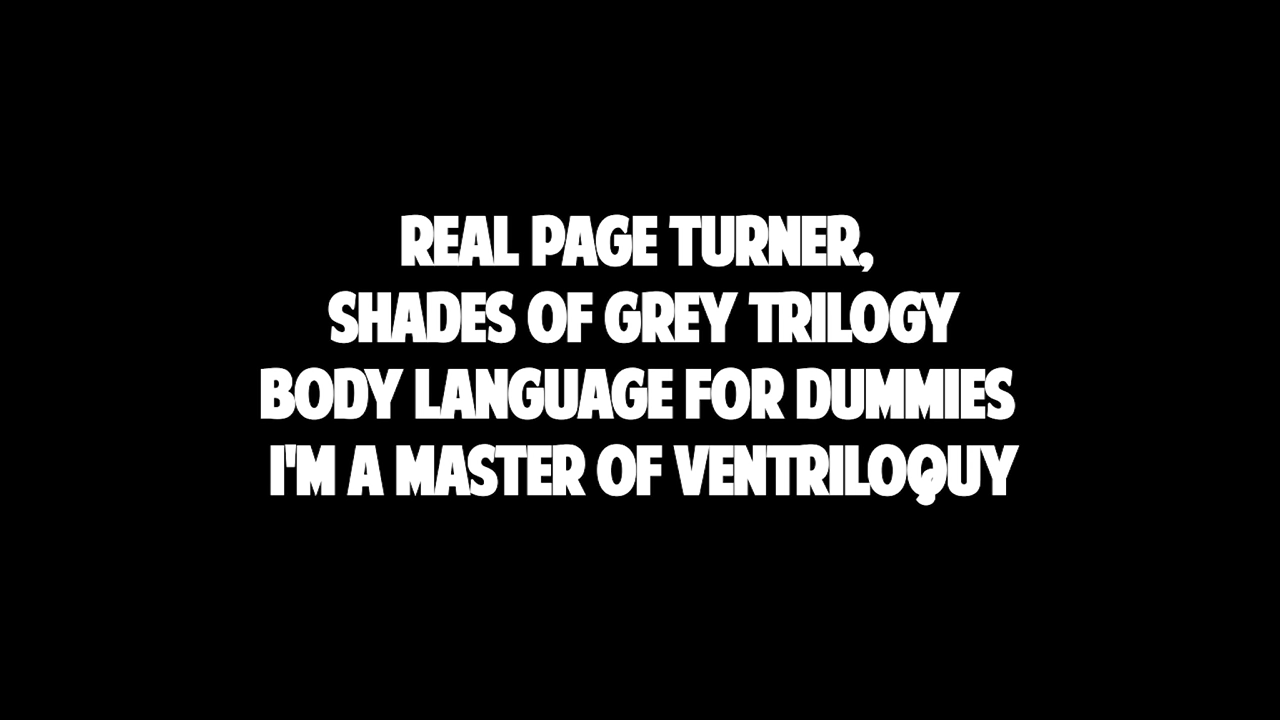 REAL PAGE TURNER,
SHADES OF GREY TRILOGY
BODY LANGUAGE FOR DUMMIES
I'M A MASTER OF VENTRILOQUY